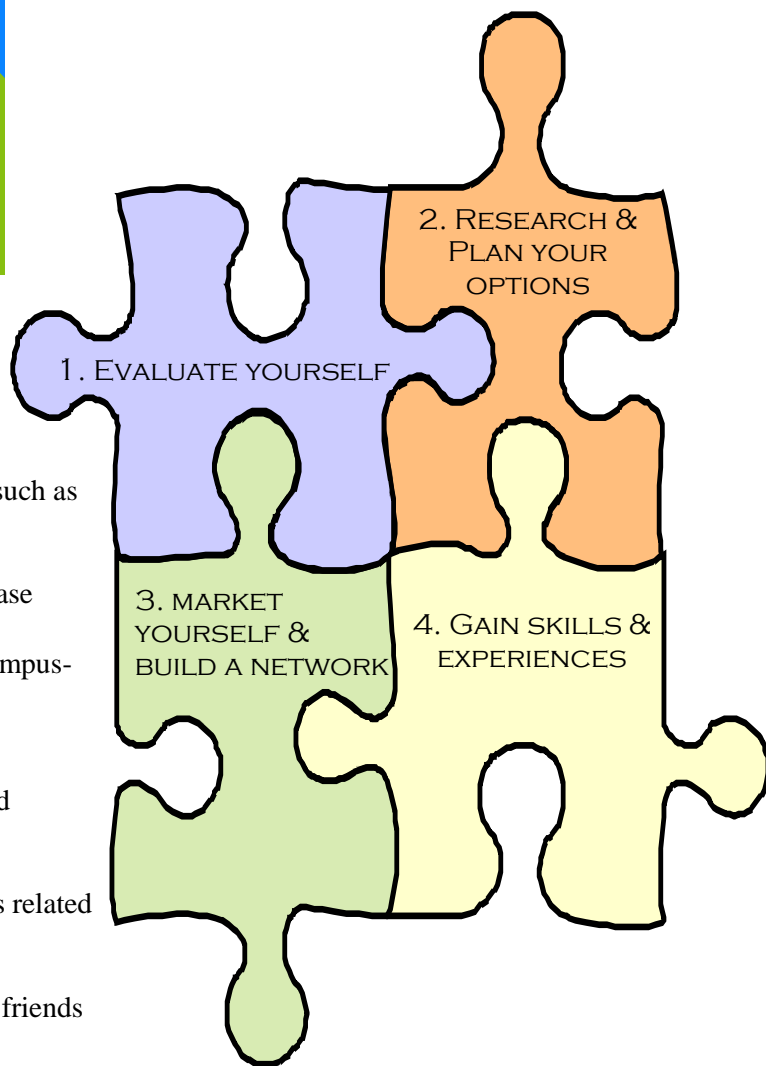 2. RESEARCH &
PLAN YOUR
OPTIONS
1. EVALUATE YOURSELF
such as
ase
mpus-
d
s related
friends
3. MARKET
YOURSELF &
BUILD A NETWORK
4. GAIN SKILLS &
EXPERIENCES